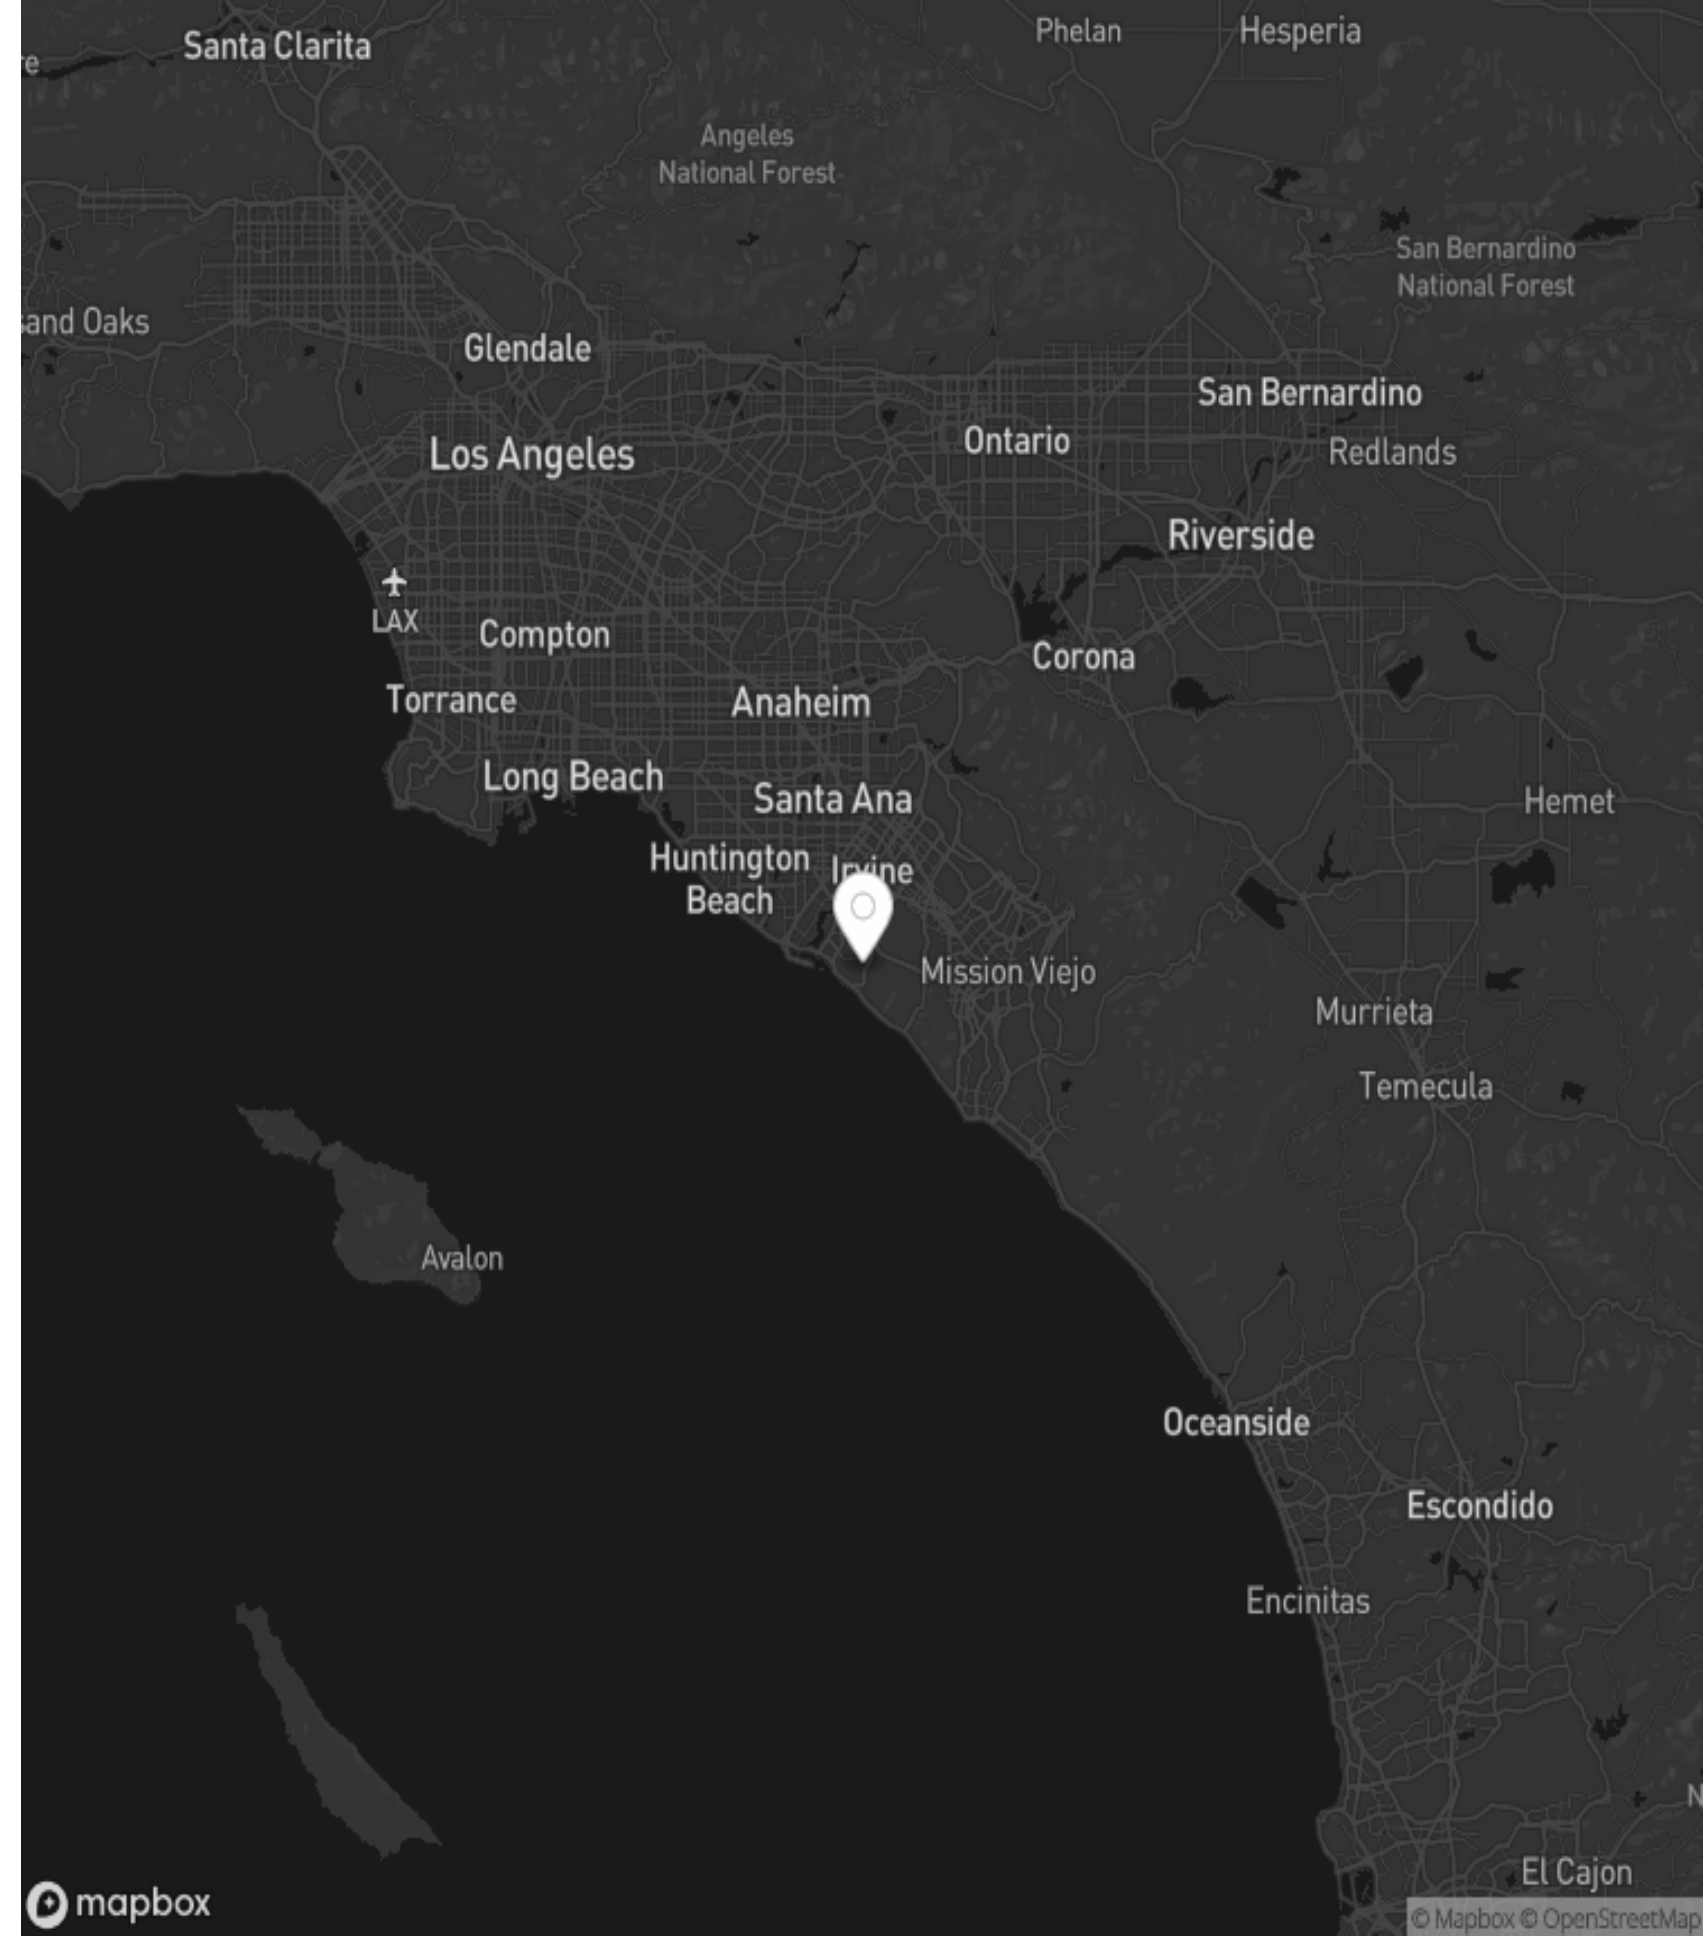 Phelan
Hesperia
Santa Clarita
re
Angeles
National Forest
San Bernardino
National Forest
sand Oaks
Glendale
San Bernardino
Ontario
Los Angeles
Redlands
Riverside
LAX
Compton
Corona
Torrance
Anaheim
Long Beach
Santa Ana
Hemet
Huntington
Beach
Irvine
Mission Viejo
Murrieta
Temecula
Avalon
Oceanside
Escondido
Encinitas
N
El Cajon
mapbox
© Mapbox © OpenStreetMap